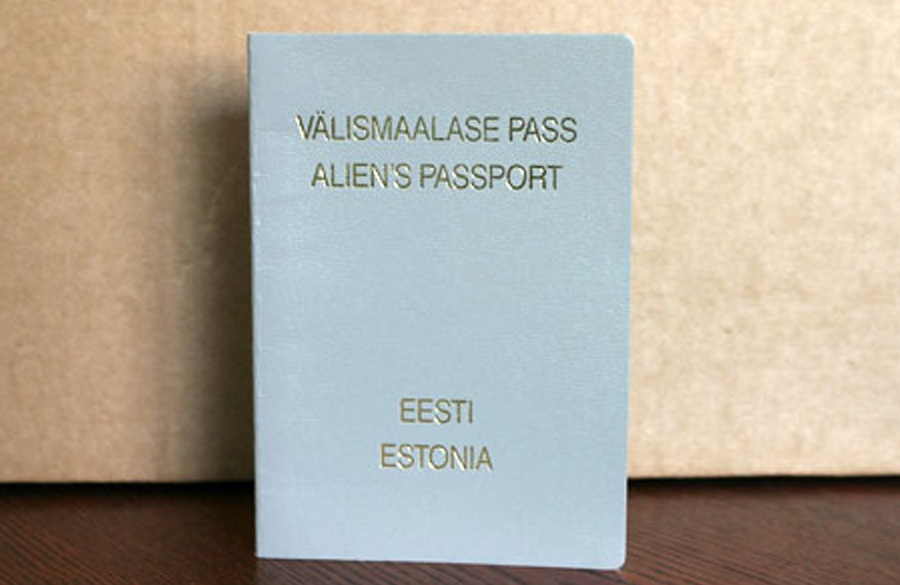 VÄLISMAALASE PASS
ALIEN'S PASSPORT
EESTI
ESTONIA